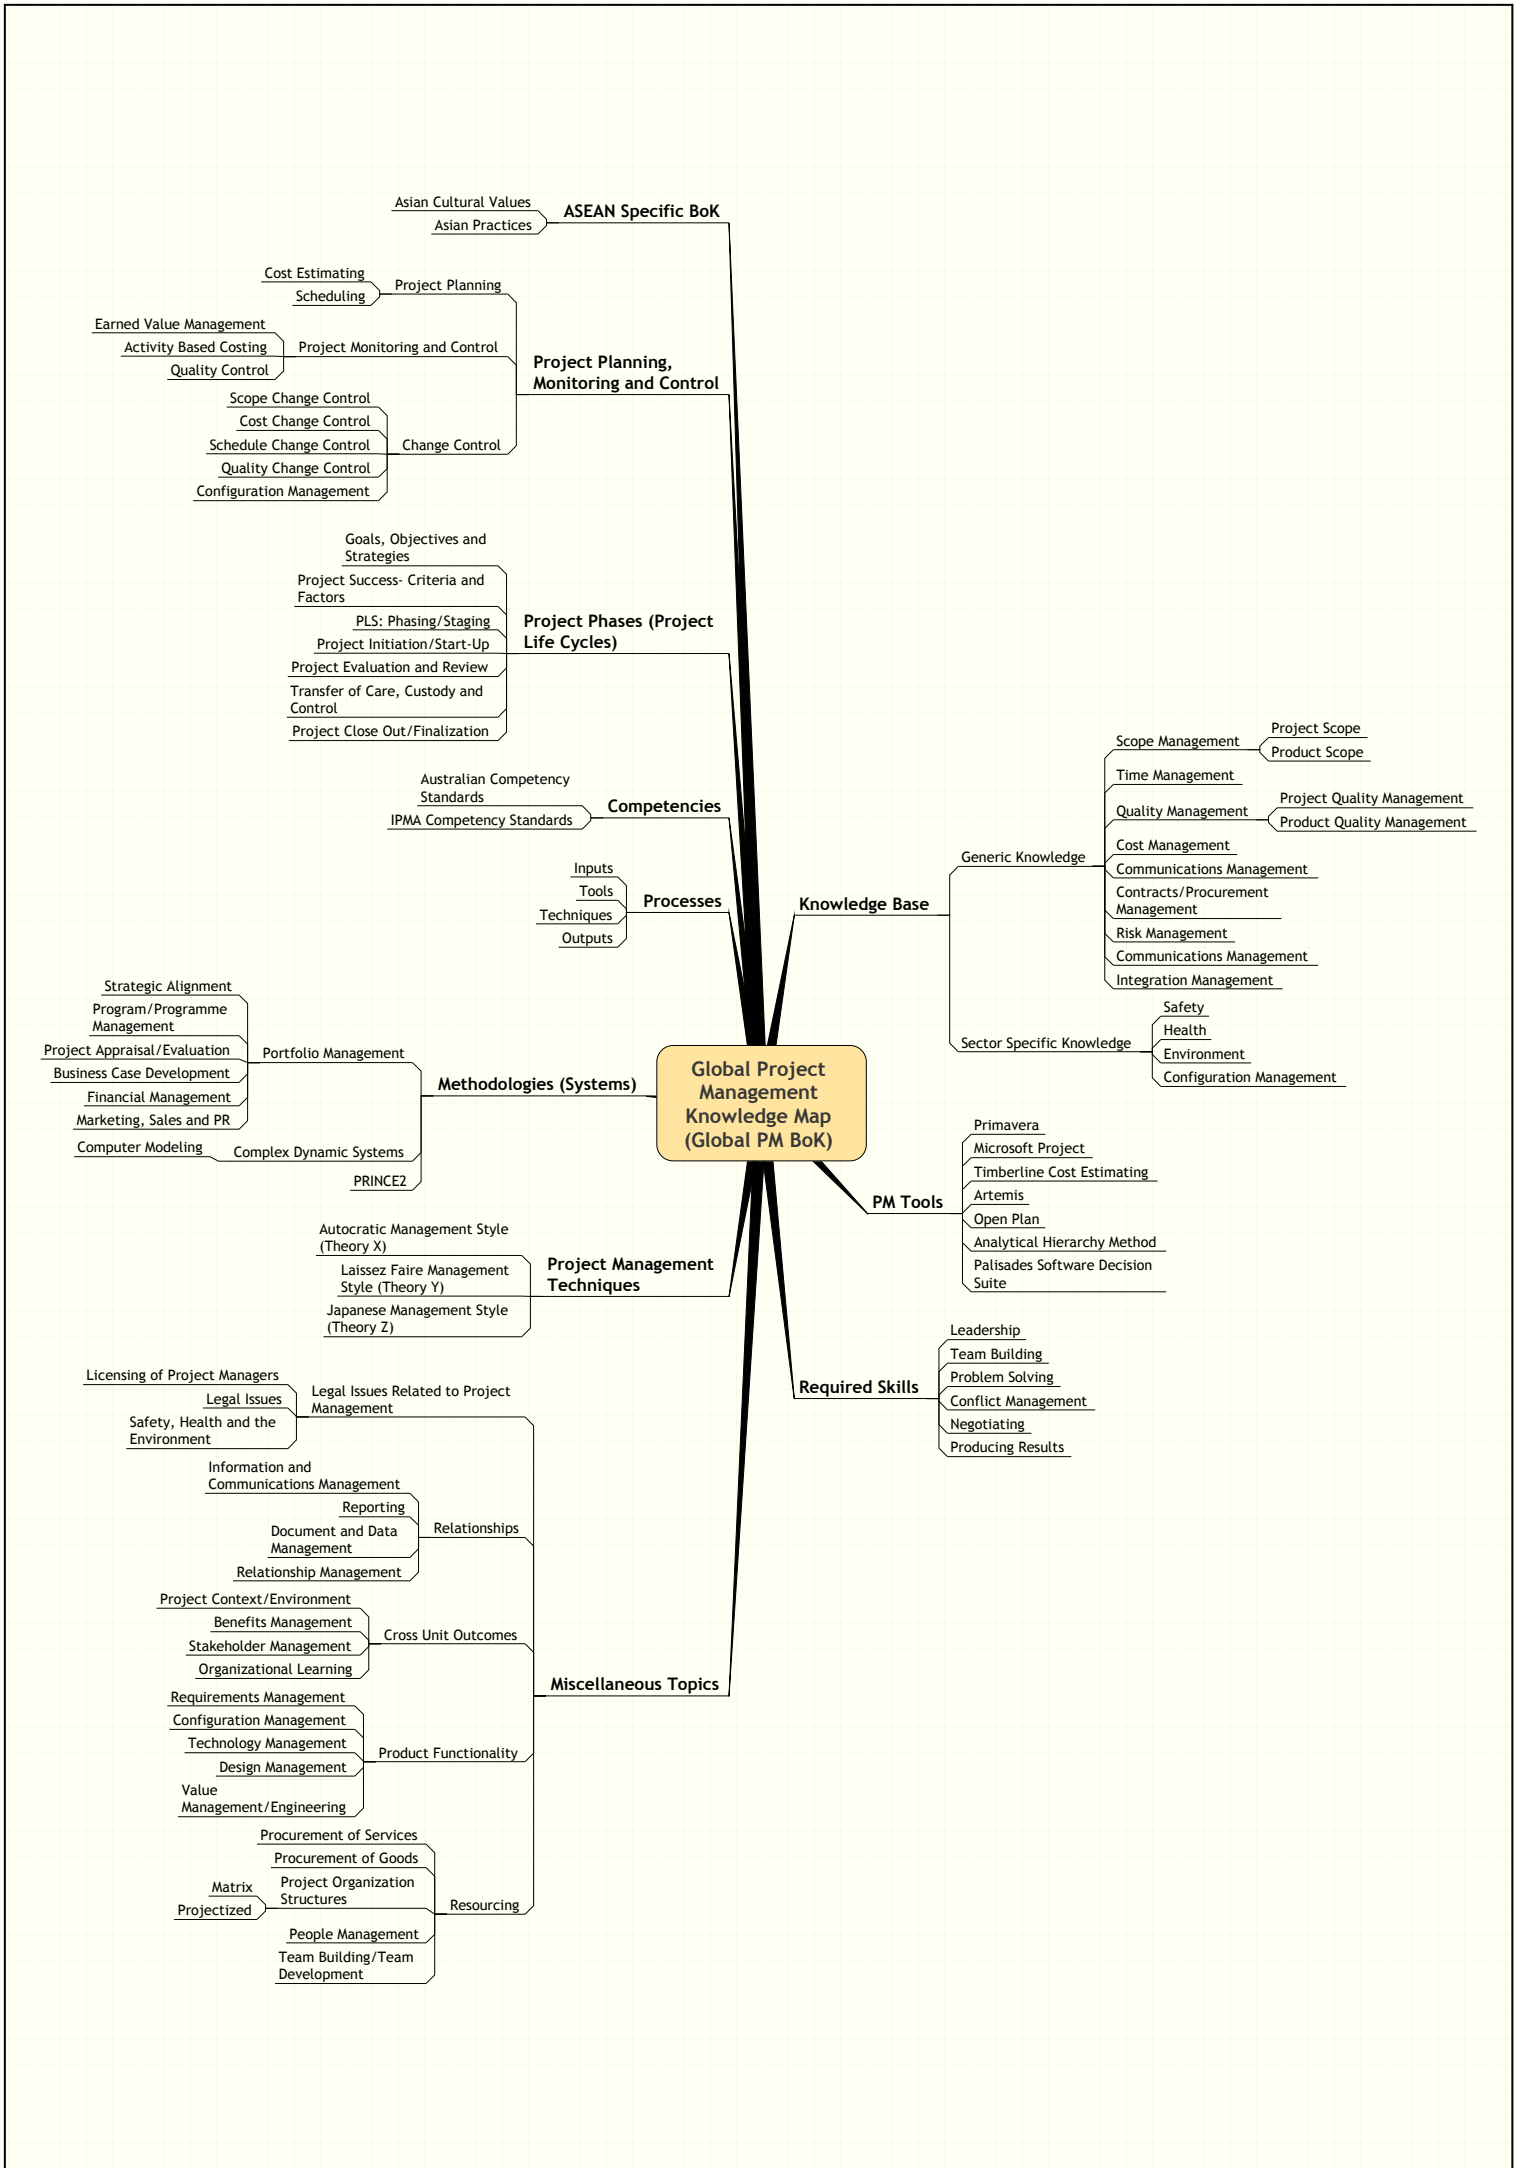 Asian Cultural Values
Asian Practices
ASEAN Specific BoK
Cost Estimating
Scheduling
Project Planning
Earned Value Management
Activity Based Costing
Quality Control
Project Monitoring and Control
Scope Change Control
Cost Change Control
Schedule Change Control
Quality Change Control
Configuration Management
Change Control
Project Planning,
Monitoring and Control
Goals, Objectives and
Strategies
Project Success- Criteria and
Factors
PLS: Phasing/Staging
Project Initiation/Start-Up
Project Evaluation and Review
Transfer of Care, Custody and
Control
Project Close Out/Finalization
Project Phases (Project
Life Cycles)
Australian Competency
Standards
IPMA Competency Standards
Competencies
Inputs
Tools
Techniques
Outputs
Processes
Strategic Alignment
Program/Programme
Management
Project Appraisal/Evaluation
Business Case Development
Financial Management
Marketing, Sales and PR
Portfolio Management
Computer Modeling
Complex Dynamic Systems
PRINCE2
Methodologies (Systems)
Autocratic Management Style
(Theory X)
Laissez Faire Management
Style (Theory Y)
Japanese Management Style
(Theory Z)
Project Management
Techniques
Licensing of Project Managers
Legal Issues
Safety, Health and the
Environment
Legal Issues Related to Project
Management
Information and
Communications Management
Reporting
Document and Data
Management
Relationship Management
Relationships
Project Context/Environment
Benefits Management
Stakeholder Management
Organizational Learning
Cross Unit Outcomes
Requirements Management
Configuration Management
Technology Management
Design Management
Value
Management/Engineering
Product Functionality
Procurement of Services
Procurement of Goods
Matrix
Projectized
Project Organization
Structures
People Management
Team Building/Team
Development
Resourcing
Miscellaneous Topics
Global Project
Management
Knowledge Map
(Global PM BoK)
Knowledge Base
Generic Knowledge
Scope Management
Project Scope
Product Scope
Time Management
Quality Management
Project Quality Management
Product Quality Management
Cost Management
Communications Management
Contracts/Procurement
Management
Risk Management
Communications Management
Integration Management
Sector Specific Knowledge
Safety
Health
Environment
Configuration Management
PM Tools
Primavera
Microsoft Project
Timberline Cost Estimating
Artemis
Open Plan
Analytical Hierarchy Method
Palisades Software Decision
Suite
Required Skills
Leadership
Team Building
Problem Solving
Conflict Management
Negotiating
Producing Results